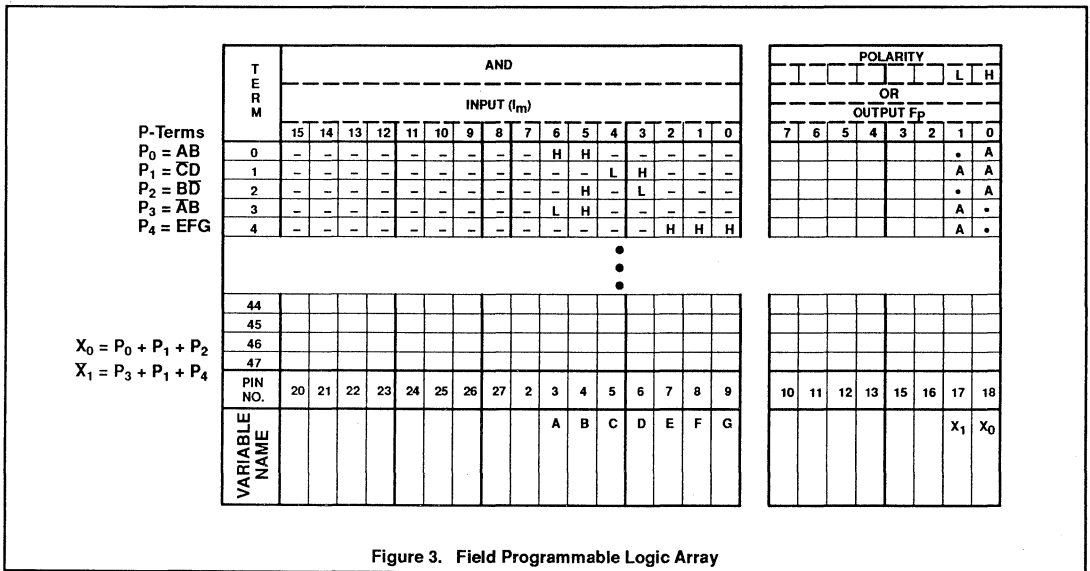 TERM
AND
INPUT (Iₘ)
15 14 13 12 11 10 9 8 7 6 5 4 3 2 1 0
POLARITY
L H
OR
OUTPUT Fₚ
7 6 5 4 3 2 1 0
P-Terms
P₀ = AB 0 – – – – – – – – – H H – – – – – • A
P₁ = C̅D 1 – – – – – – – – – – – L H – – – A A
P₂ = BD̅ 2 – – – – – – – – – – H – L – – – • A
P₃ = A̅B 3 – – – – – – – – – L H – – – – – A •
P₄ = EFG 4 – – – – – – – – – – – – – H H H A •
•
•
•
44
45
X₀ = P₀ + P₁ + P₂ 46
X̅₁ = P₃ + P₁ + P₄ 47
PIN NO. 20 21 22 23 24 25 26 27 2 3 4 5 6 7 8 9 10 11 12 13 15 16 17 18
VARIABLE NAME A B C D E F G X₁ X₀
Figure 3. Field Programmable Logic Array